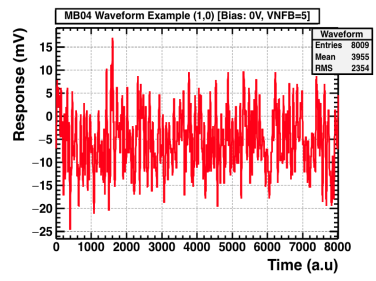 MB04 Waveform Example (1,0) [Bias: 0V, VNFB=5]
Waveform
Entries 8009
Mean 3955
RMS 2354
Response (mV)
15
10
5
0
−5
−10
−15
−20
−25
0 1000 2000 3000 4000 5000 6000 7000 8000
Time (a.u)